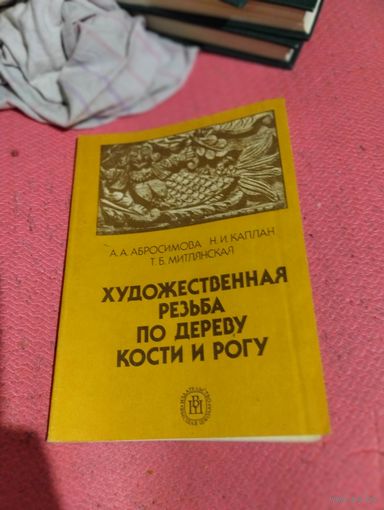 А. А. АБРОСИМОВА Н. И. КАПЛАН
Т. Б. МИТЛЯНСКАЯ
ХУДОЖЕСТВЕННАЯ
РЕЗЬБА
ПО ДЕРЕВУ
КОСТИ И РОГУ